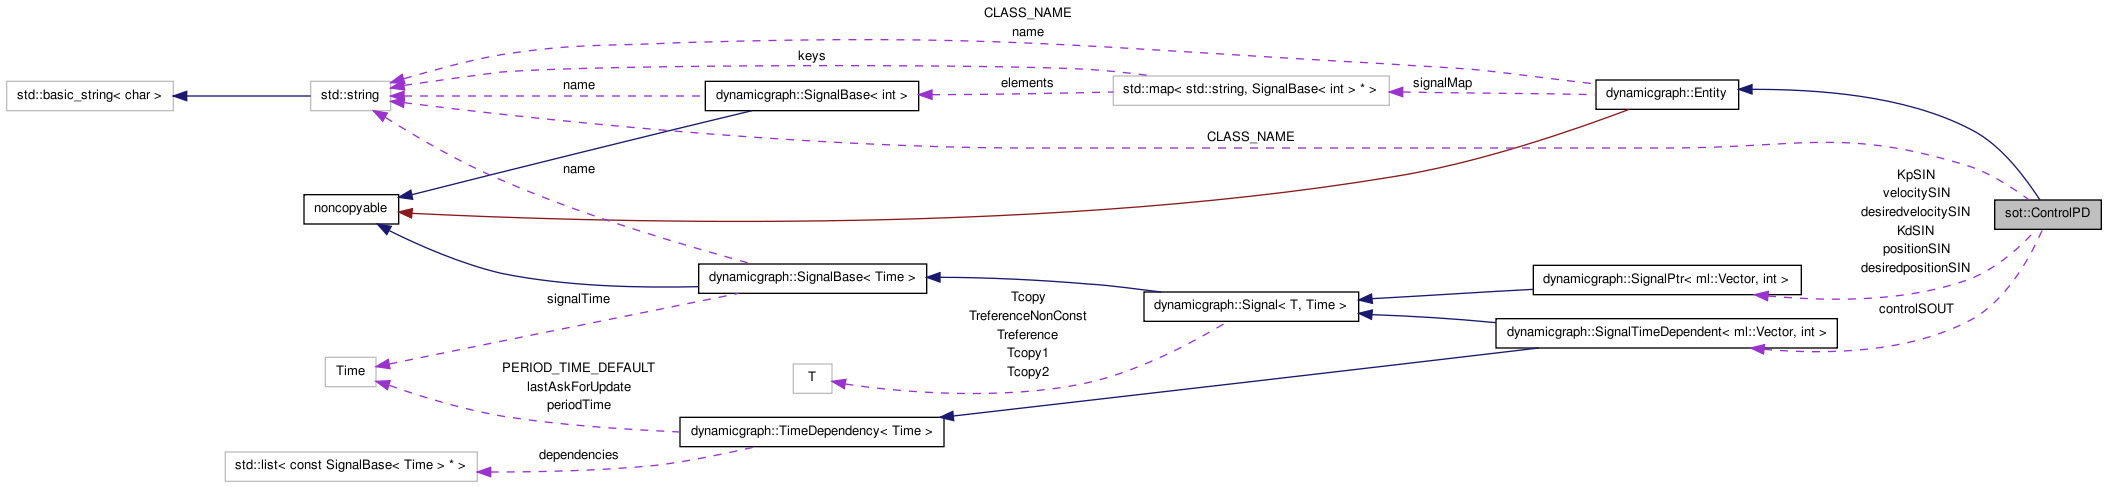 CLASS_NAME
name
keys
std::basic_string< char >
std::string
name
dynamicgraph::SignalBase< int >
elements
std::map< std::string, SignalBase< int > * >
signalMap
dynamicgraph::Entity
CLASS_NAME
name
noncopyable
KpSIN
velocitySIN
desiredvelocitySIN
KdSIN
positionSIN
desiredpositionSIN
sot::ControlPD
dynamicgraph::SignalBase< Time >
signalTime
Tcopy
TreferenceNonConst
Treference
Tcopy1
Tcopy2
dynamicgraph::Signal< T, Time >
dynamicgraph::SignalPtr< ml::Vector, int >
controlSOUT
dynamicgraph::SignalTimeDependent< ml::Vector, int >
Time
PERIOD_TIME_DEFAULT
lastAskForUpdate
periodTime
T
dynamicgraph::TimeDependency< Time >
dependencies
std::list< const SignalBase< Time > * >